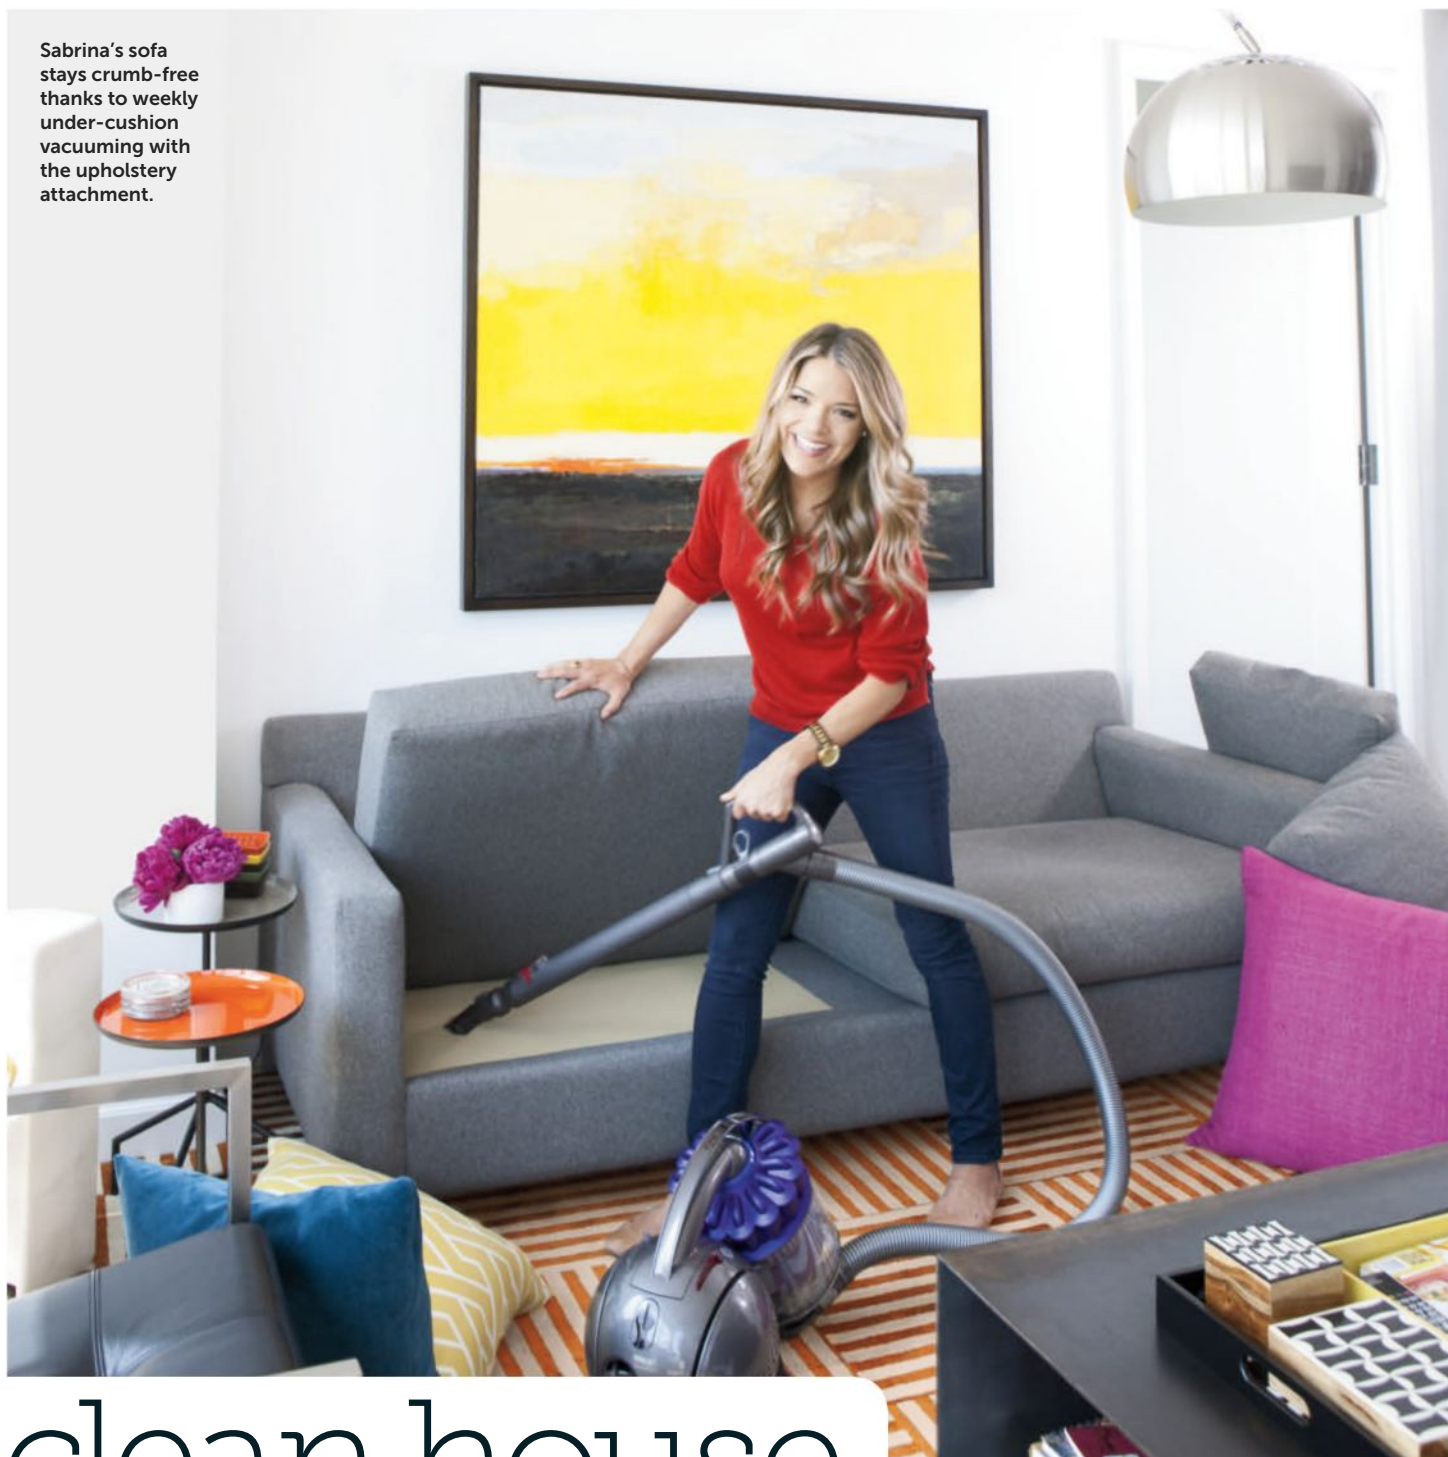 Sabrina's sofa
stays crumb-free
thanks to weekly
under-cushion
vacuuming with
the upholstery
attachment.
clean house